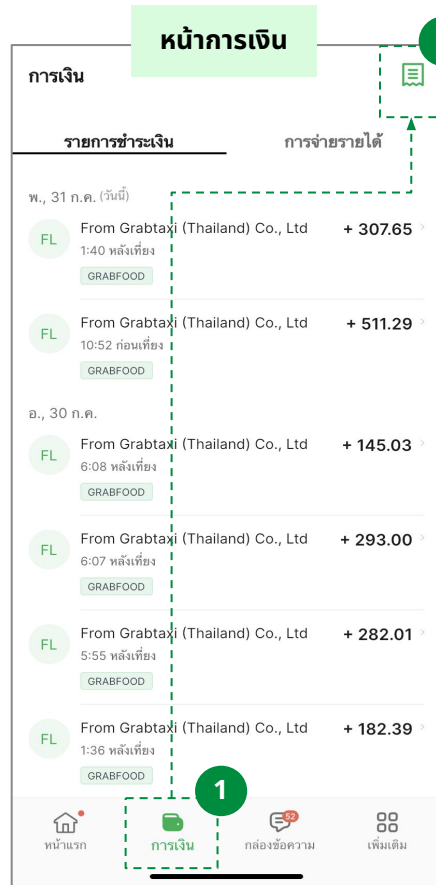 หน้าการเงิน
การเงิน
รายการชำระเงิน การจ่ายรายได้
พ., 31 ก.ค. (วันนี้)
FL From Grabtaxi (Thailand) Co., Ltd + 307.65
1:40 หลังเที่ยง
GRABFOOD
FL From Grabtaxi (Thailand) Co., Ltd + 511.29
10:52 ก่อนเที่ยง
GRABFOOD
อ., 30 ก.ค.
FL From Grabtaxi (Thailand) Co., Ltd + 145.03
6:08 หลังเที่ยง
GRABFOOD
FL From Grabtaxi (Thailand) Co., Ltd + 293.00
6:07 หลังเที่ยง
GRABFOOD
FL From Grabtaxi (Thailand) Co., Ltd + 282.01
5:55 หลังเที่ยง
GRABFOOD
FL From Grabtaxi (Thailand) Co., Ltd + 182.39
1:36 หลังเที่ยง
GRABFOOD
1
52
หน้าแรก การเงิน กล่องข้อความ เพิ่มเติม